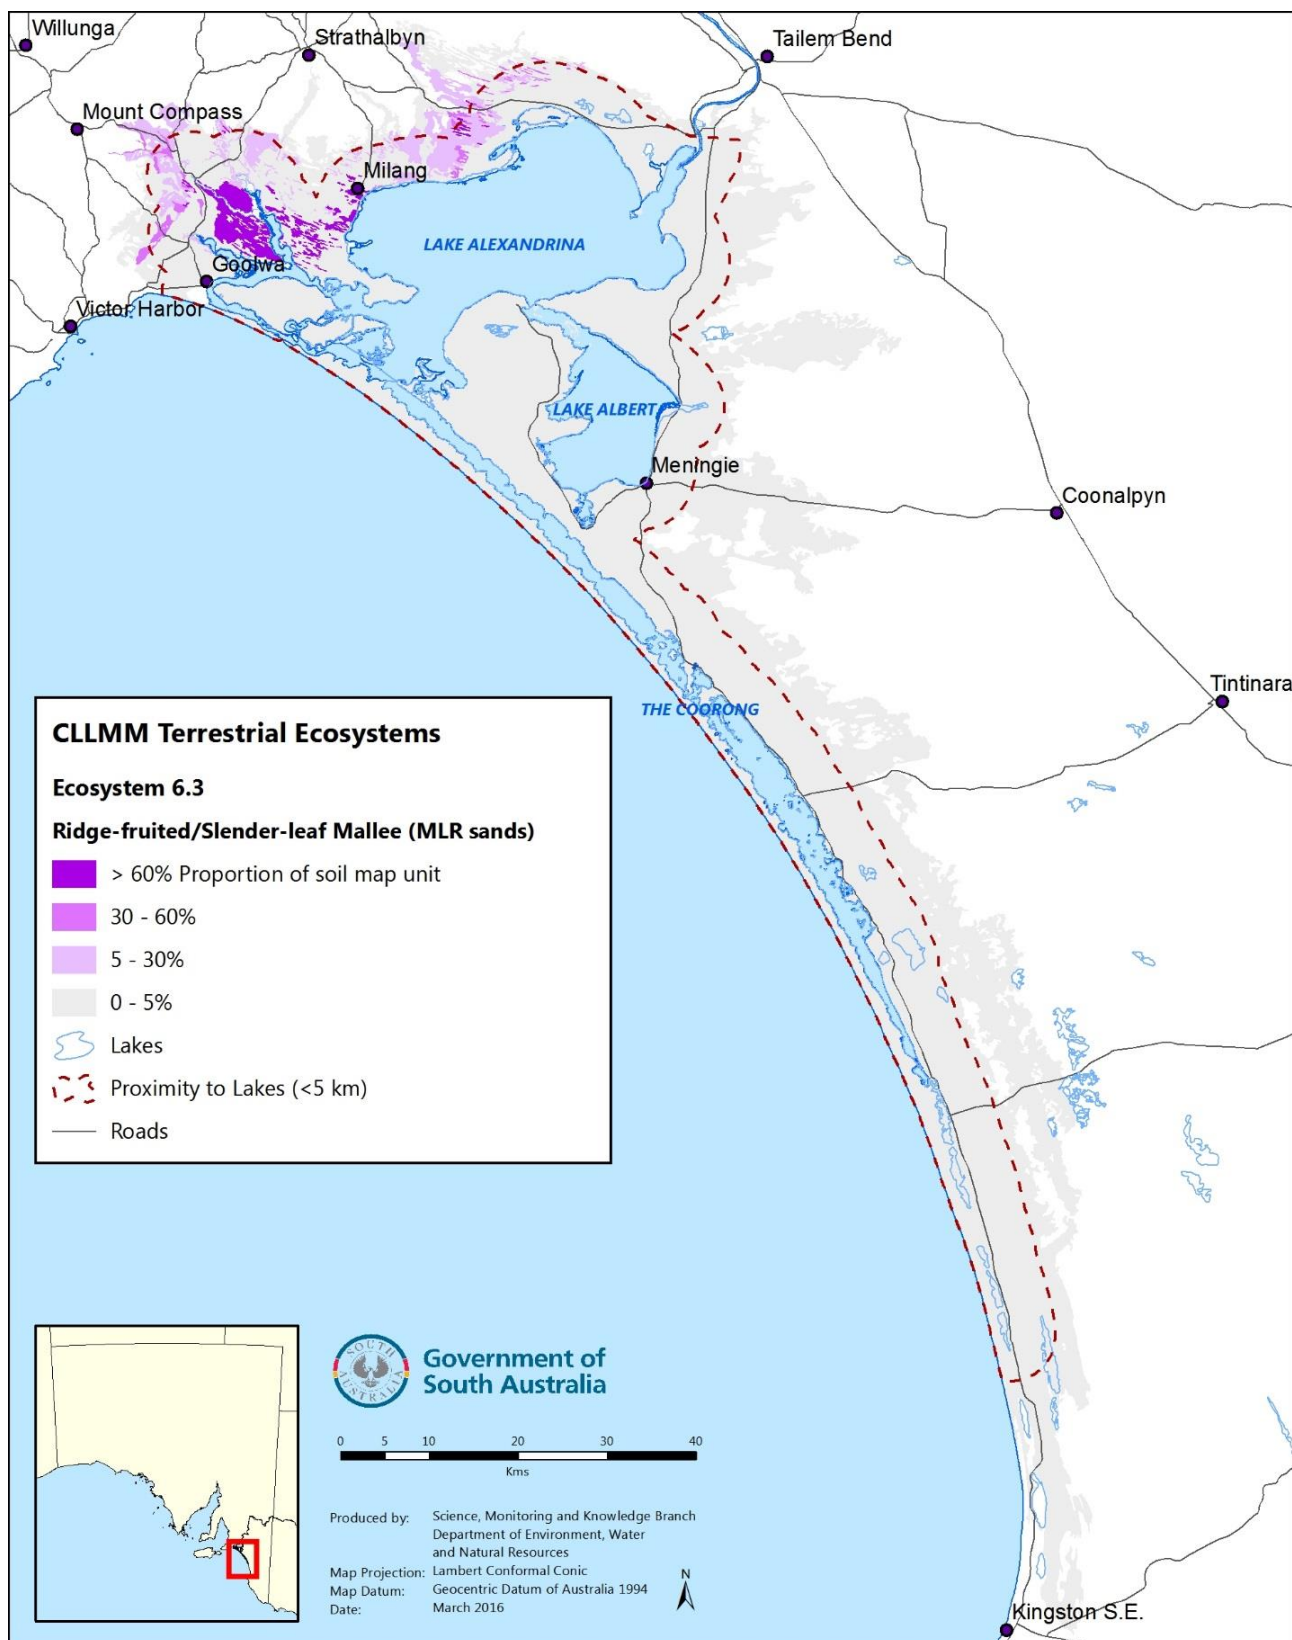 Willunga
Strathalbyn
Tailem Bend
Mount Compass
Milang
LAKE ALEXANDRINA
Goolwa
Victor Harbor
LAKE ALBERT
Meningie
Coonalpyn
Tintinara
THE COORONG
CLLMM Terrestrial Ecosystems
Ecosystem 6.3
Ridge-fruited/Slender-leaf Mallee (MLR sands)
> 60% Proportion of soil map unit
30 - 60%
5 - 30%
0 - 5%
Lakes
Proximity to Lakes (<5 km)
Roads
SOUTH
AUSTRALIA
Government of
South Australia
0 5 10 20 30 40
Kms
Produced by: Science, Monitoring and Knowledge Branch
Department of Environment, Water
and Natural Resources
Map Projection: Lambert Conformal Conic
Map Datum: Geocentric Datum of Australia 1994
Date: March 2016
N
Kingston S.E.